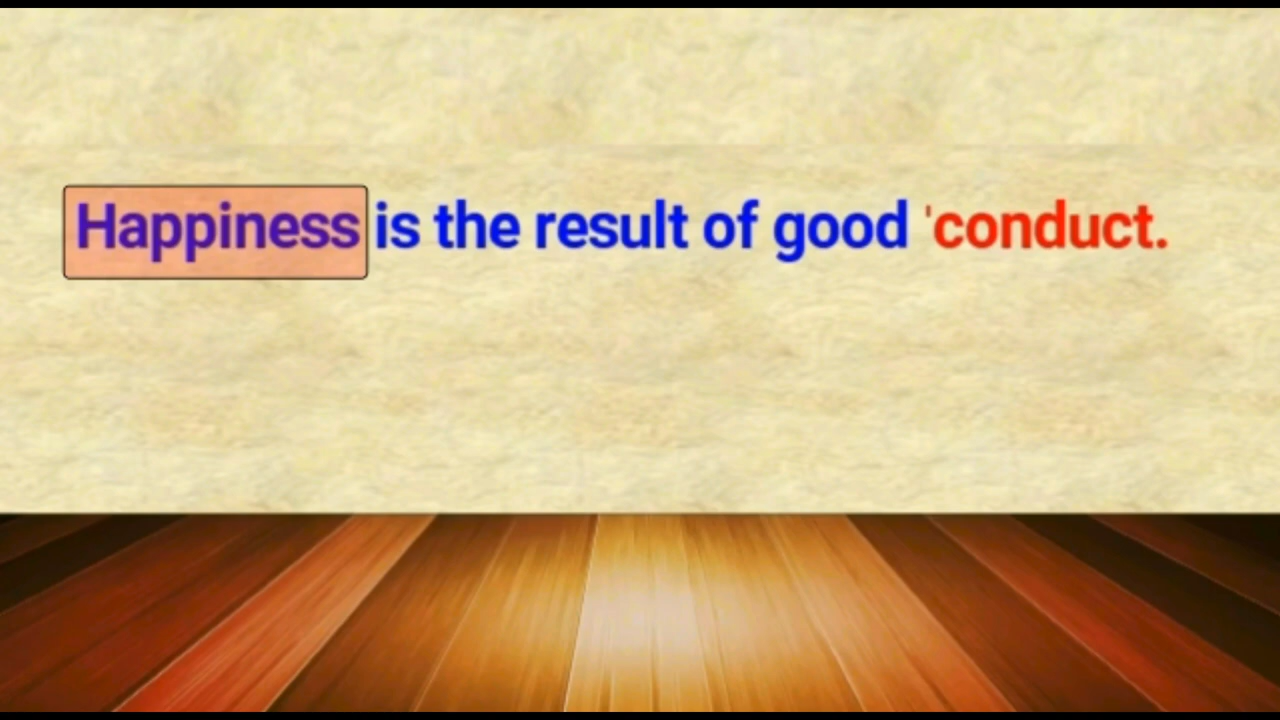 Happiness is the result of good 'conduct.